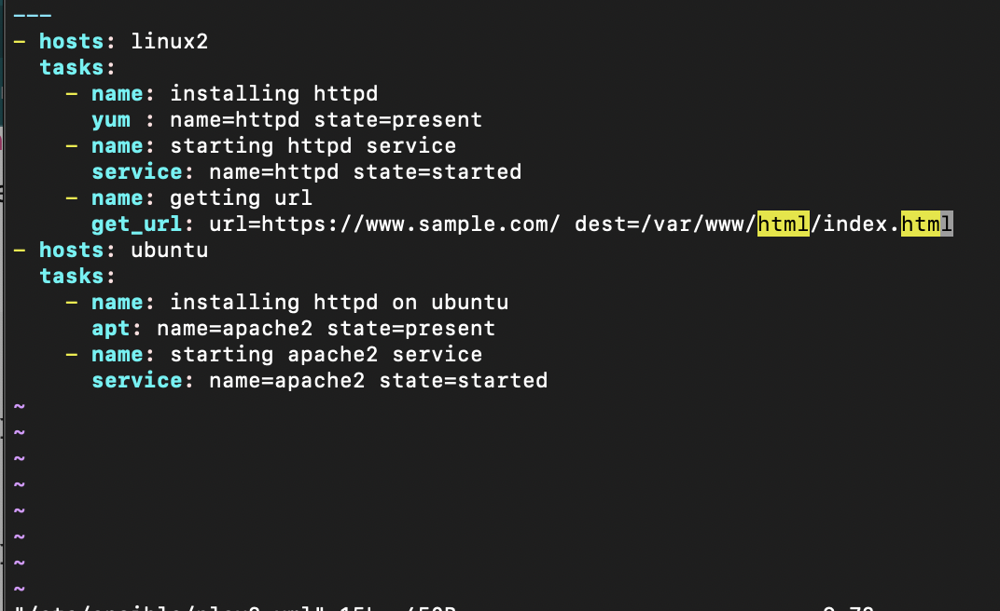 ---
- hosts: linux2
  tasks:
    - name: installing httpd
      yum : name=httpd state=present
    - name: starting httpd service
      service: name=httpd state=started
    - name: getting url
      get_url: url=https://www.sample.com/ dest=/var/www/html/index.html
- hosts: ubuntu
  tasks:
    - name: installing httpd on ubuntu
      apt: name=apache2 state=present
    - name: starting apache2 service
      service: name=apache2 state=started
~
~
~
~
~
~
~
~